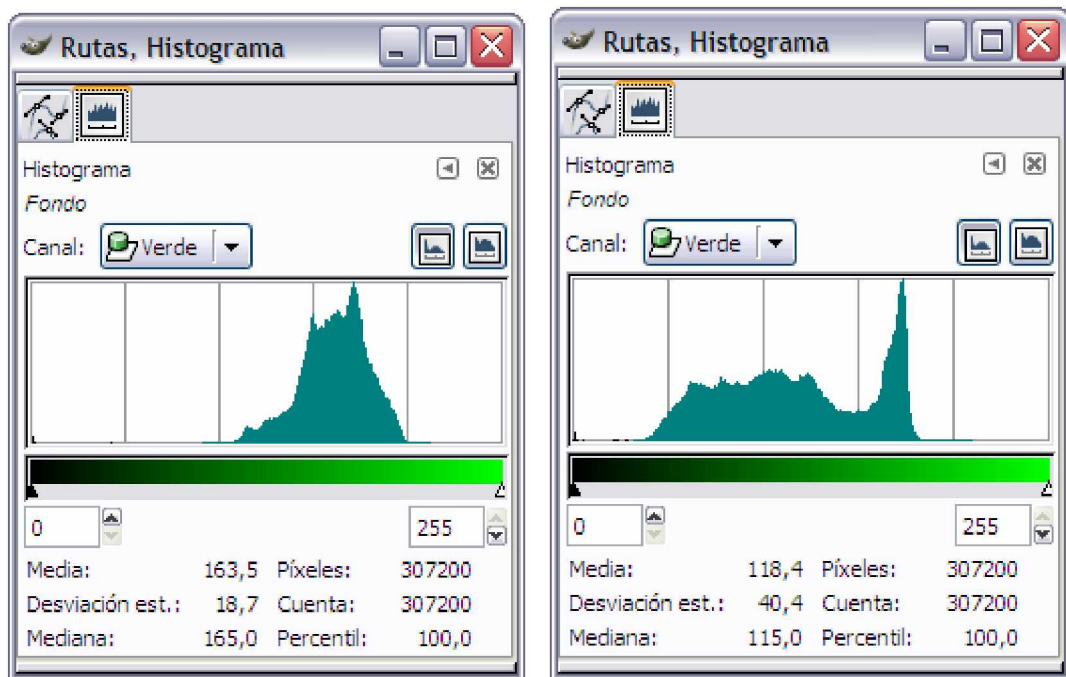 Rutas, Histograma
Histograma
Fondo
Canal: Verde
0 255
Media: 163,5 Píxeles: 307200
Desviación est.: 18,7 Cuenta: 307200
Mediana: 165,0 Percentil: 100,0
Rutas, Histograma
Histograma
Fondo
Canal: Verde
0 255
Media: 118,4 Píxeles: 307200
Desviación est.: 40,4 Cuenta: 307200
Mediana: 115,0 Percentil: 100,0